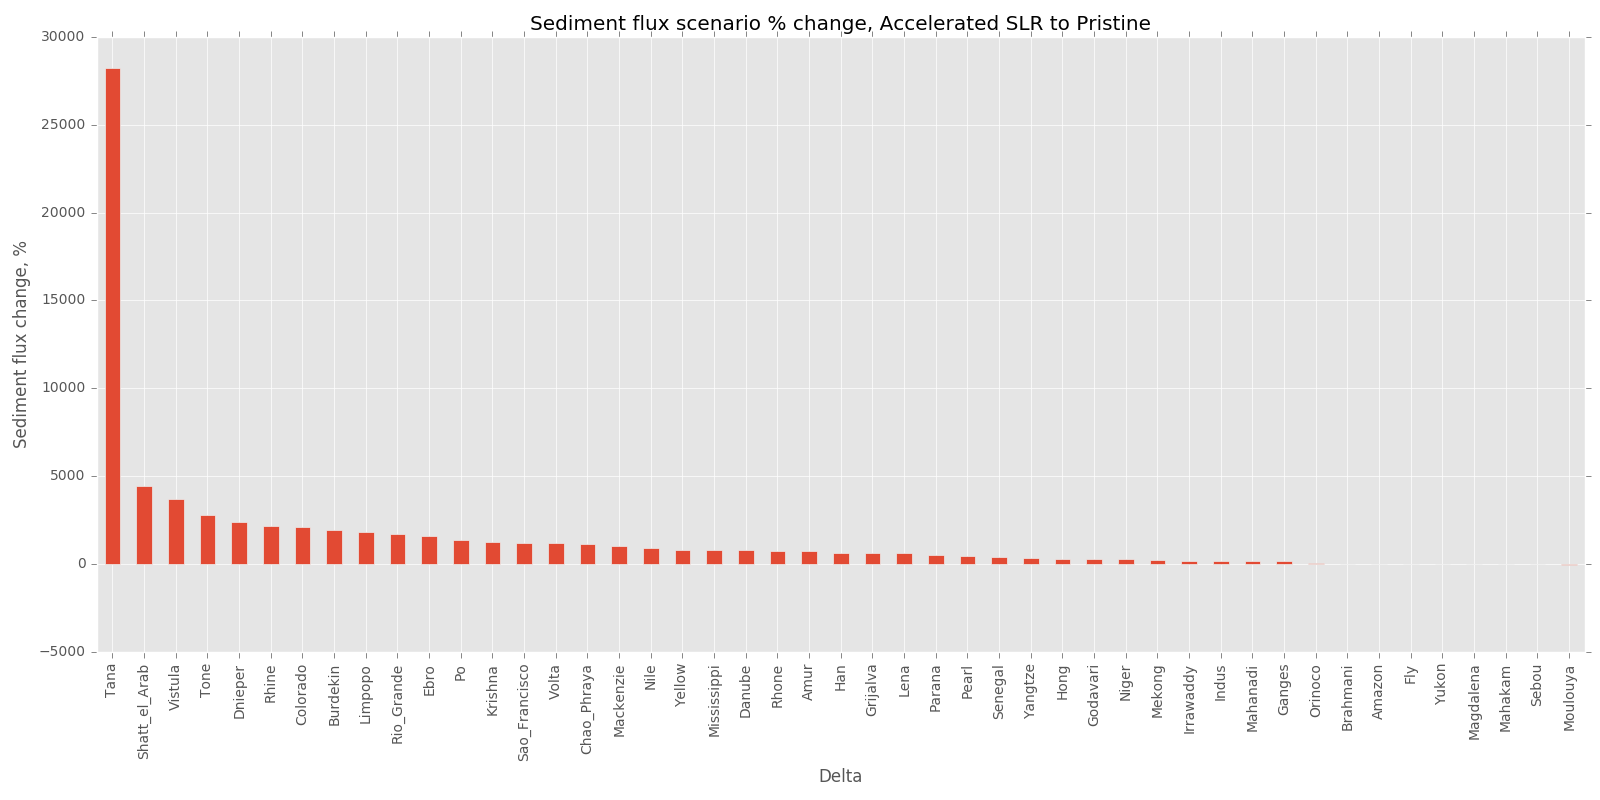 Sediment flux scenario % change, Accelerated SLR to Pristine
30000
25000
20000
15000
10000
5000
0
−5000
Sediment flux change, %
Tana
Shatt_el_Arab
Vistula
Tone
Dnieper
Rhine
Colorado
Burdekin
Limpopo
Rio_Grande
Ebro
Po
Krishna
Sao_Francisco
Volta
Chao_Phraya
Mackenzie
Nile
Yellow
Mississippi
Danube
Rhone
Amur
Han
Grijalva
Lena
Parana
Pearl
Senegal
Yangtze
Hong
Godavari
Niger
Mekong
Irrawaddy
Indus
Mahanadi
Ganges
Orinoco
Brahmani
Amazon
Fly
Yukon
Magdalena
Mahakam
Sebou
Moulouya
Delta